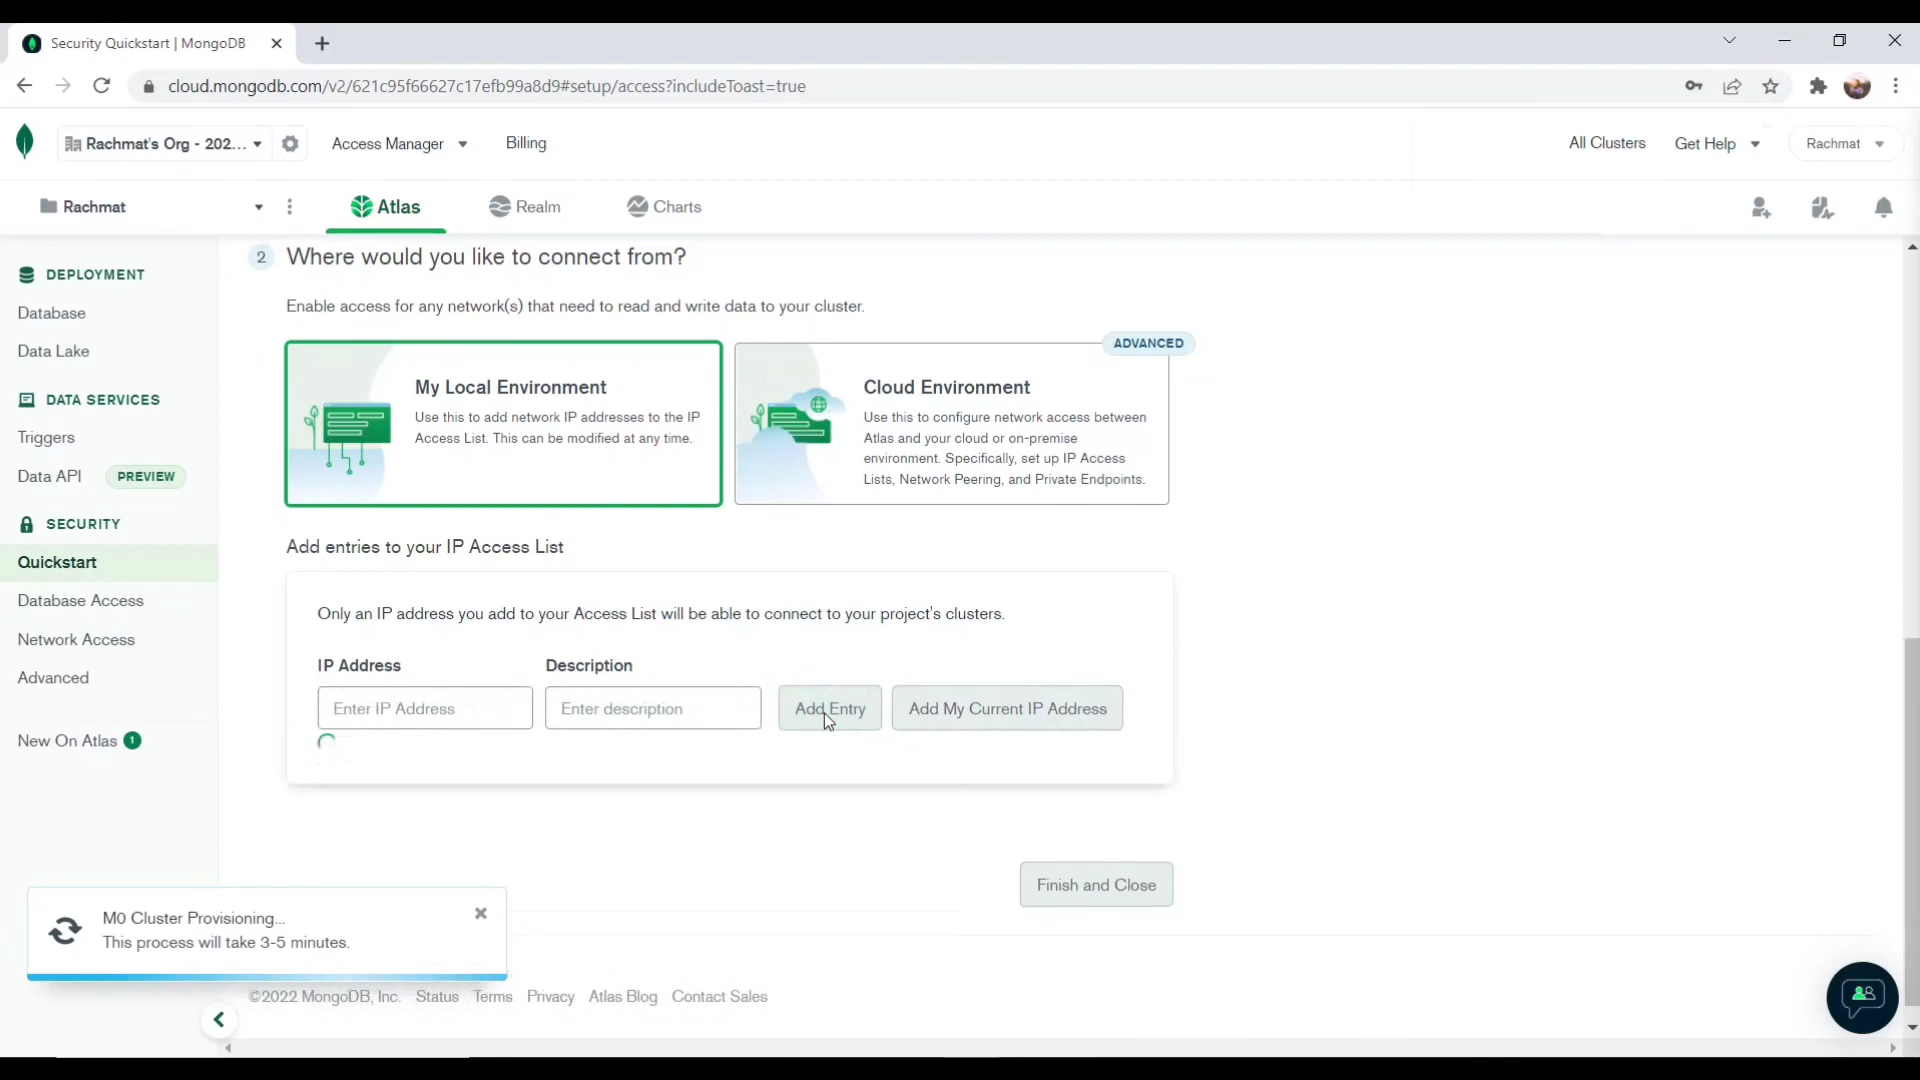 Security Quickstart | MongoDB
cloud.mongodb.com/v2/621c95f66627c17efb99a8d9#setup/access?includeToast=true
Rachmat's Org - 202...
Access Manager
Billing
All Clusters
Get Help
Rachmat
Rachmat
Atlas
Realm
Charts
DEPLOYMENT
Database
Data Lake
DATA SERVICES
Triggers
Data API PREVIEW
SECURITY
Quickstart
Database Access
Network Access
Advanced
New On Atlas 1
2 Where would you like to connect from?
Enable access for any network(s) that need to read and write data to your cluster.
My Local Environment
Use this to add network IP addresses to the IP
Access List. This can be modified at any time.
ADVANCED
Cloud Environment
Use this to configure network access between
Atlas and your cloud or on-premise
environment. Specifically, set up IP Access
Lists, Network Peering, and Private Endpoints.
Add entries to your IP Access List
Only an IP address you add to your Access List will be able to connect to your project's clusters.
IP Address
Description
Enter IP Address
Enter description
Add Entry
Add My Current IP Address
Finish and Close
M0 Cluster Provisioning...
This process will take 3-5 minutes.
©2022 MongoDB, Inc. Status Terms Privacy Atlas Blog Contact Sales